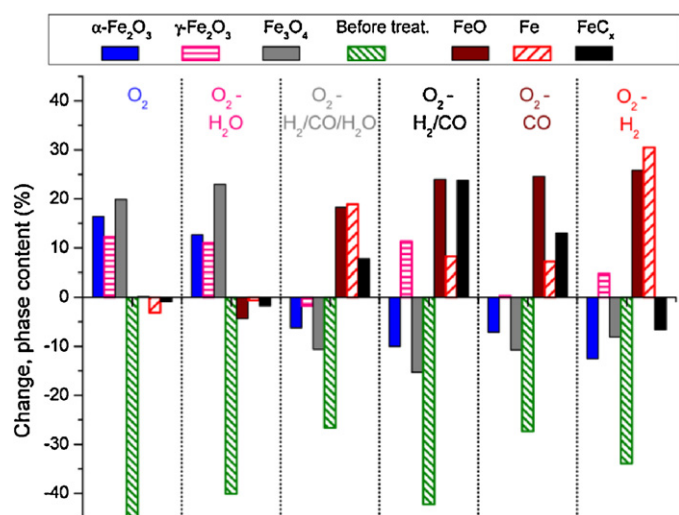 α-Fe₂O₃ γ-Fe₂O₃ Fe₃O₄ Before treat. FeO Fe FeCₓ
O₂ O₂ - O₂ - O₂ - O₂ - O₂ -
H₂O H₂/CO/H₂O H₂/CO CO H₂
40
30
20
10
0
-10
-20
-30
-40
Change, phase content (%)